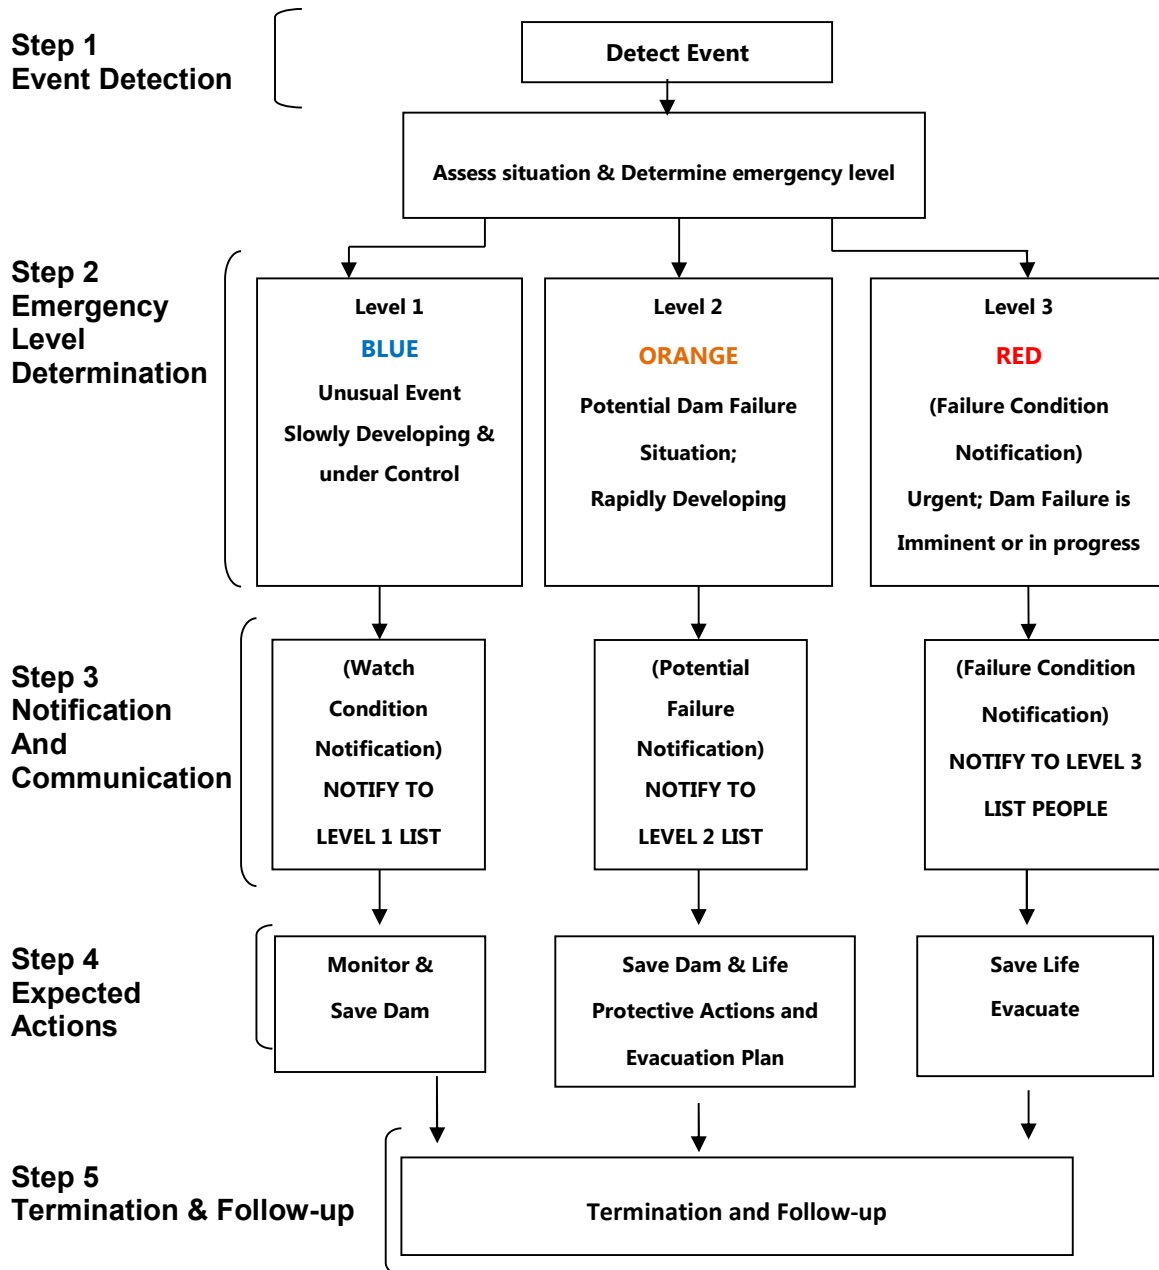 Step 1
Event Detection
Detect Event
Assess situation & Determine emergency level
Step 2
Emergency
Level
Determination
Level 1
BLUE
Unusual Event
Slowly Developing &
under Control
Level 2
ORANGE
Potential Dam Failure
Situation;
Rapidly Developing
Level 3
RED
(Failure Condition
Notification)
Urgent; Dam Failure is
Imminent or in progress
Step 3
Notification
And
Communication
(Watch
Condition
Notification)
NOTIFY TO
LEVEL 1 LIST
(Potential
Failure
Notification)
NOTIFY TO
LEVEL 2 LIST
(Failure Condition
Notification)
NOTIFY TO LEVEL 3
LIST PEOPLE
Step 4
Expected
Actions
Monitor &
Save Dam
Save Dam & Life
Protective Actions and
Evacuation Plan
Save Life
Evacuate
Step 5
Termination & Follow-up
Termination and Follow-up